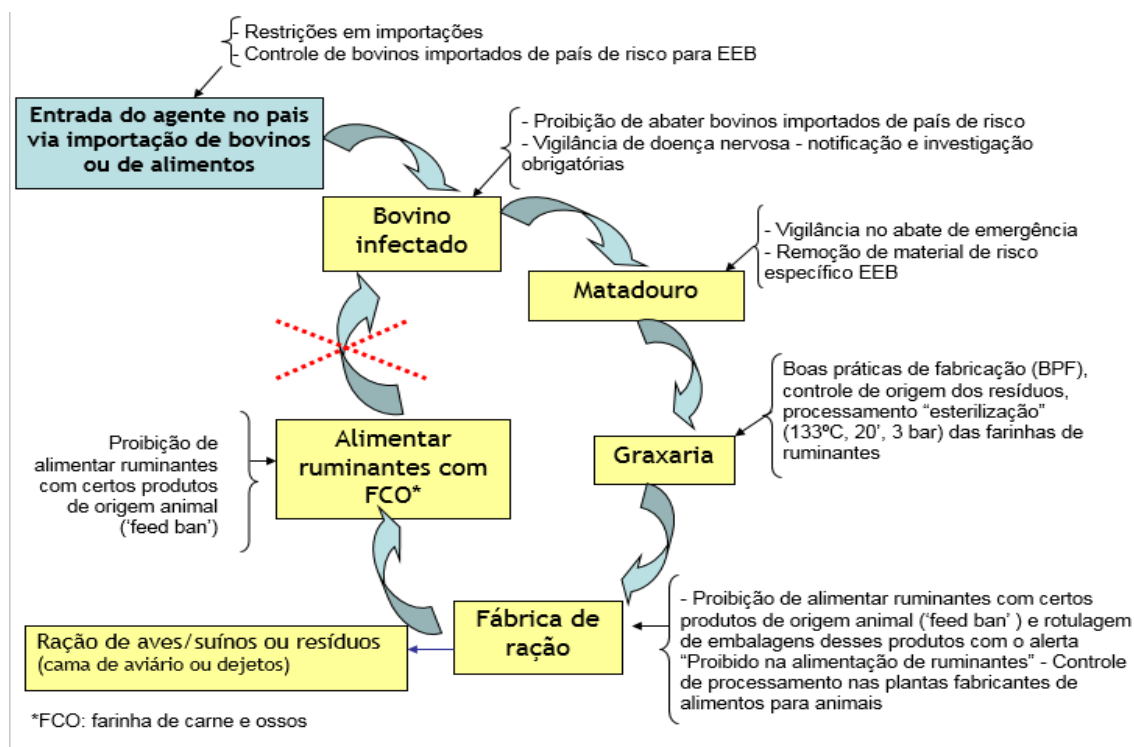 - Restrições em importações
- Controle de bovinos importados de país de risco para EEB
Entrada do agente no pais
via importação de bovinos
ou de alimentos
- Proibição de abater bovinos importados de país de risco
- Vigilância de doença nervosa - notificação e investigação
obrigatórias
Bovino
infectado
- Vigilância no abate de emergência
- Remoção de material de risco
específico EEB
Matadouro
Boas práticas de fabricação (BPF),
controle de origem dos resíduos,
processamento “esterilização”
(133ºC, 20’, 3 bar) das farinhas de
ruminantes
Graxaria
Proibição de
alimentar ruminantes
com certos produtos
de origem animal
(‘feed ban’)
Alimentar
ruminantes com
FCO*
- Proibição de alimentar ruminantes com certos
produtos de origem animal (‘feed ban’ ) e rotulagem
de embalagens desses produtos com o alerta
“Proibido na alimentação de ruminantes” - Controle
de processamento nas plantas fabricantes de
alimentos para animais
Fábrica de
ração
Ração de aves/suínos ou resíduos
(cama de aviário ou dejetos)
*FCO: farinha de carne e ossos